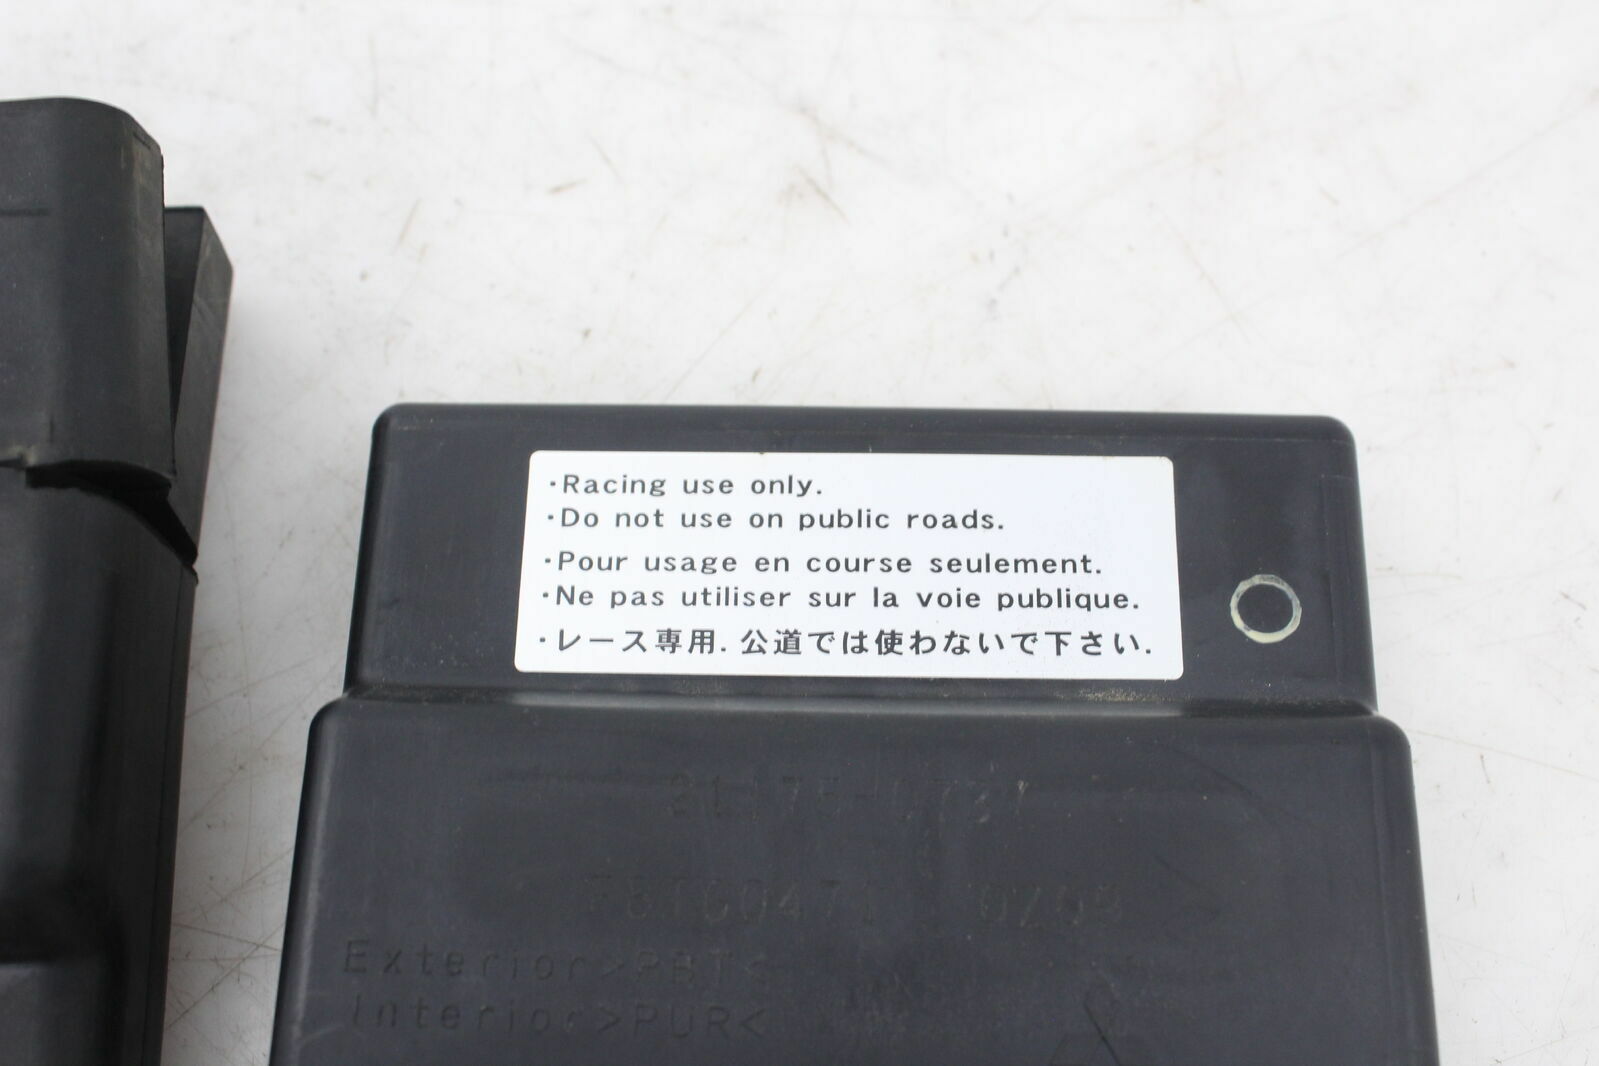 ·Racing use only.
·Do not use on public roads.
·Pour usage en course seulement.
·Ne pas utiliser sur la voie publique.
·レース専用. 公道では使わないで下さい.
Exterior>PBT<
Interior>PUR<